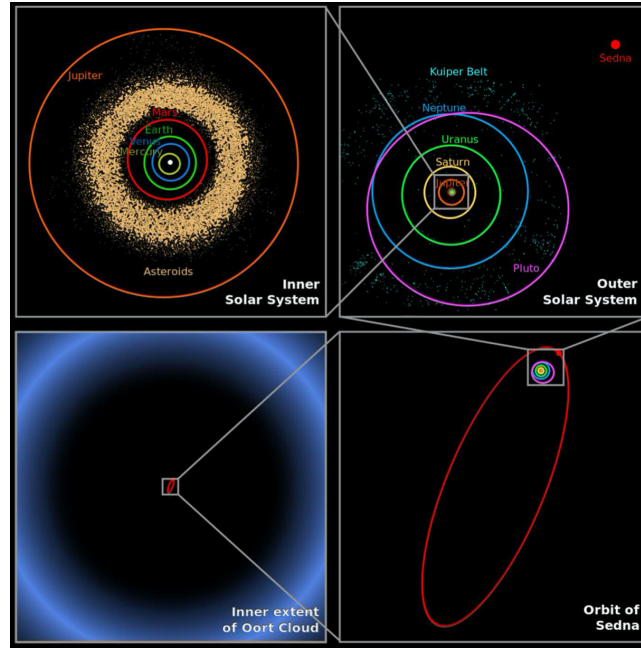 Jupiter
Mars
Earth
Venus
Mercury
Asteroids
Inner
Solar System
Sedna
Kuiper Belt
Neptune
Uranus
Saturn
Jupiter
Pluto
Outer
Solar System
Inner extent
of Oort Cloud
Orbit of
Sedna